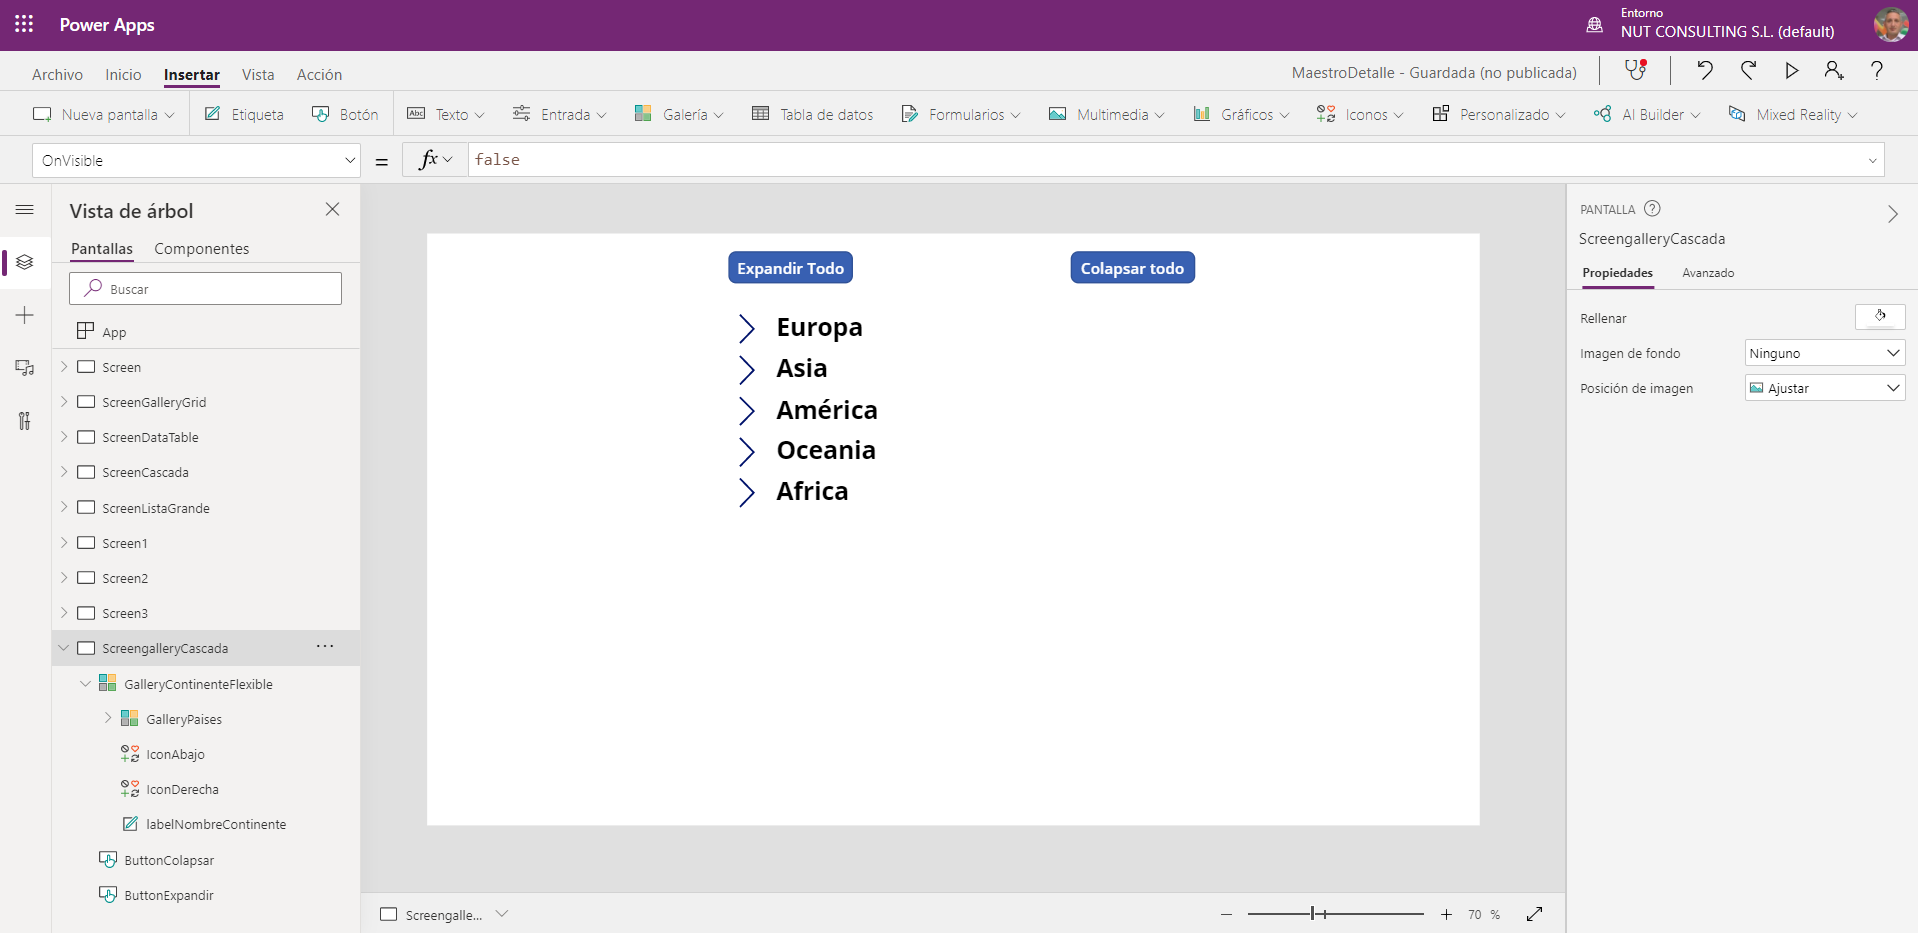 Power Apps
Entorno
NUT CONSULTING S.L. (default)
Archivo Inicio Insertar Vista Acción
MaestroDetalle - Guardada (no publicada)
Nueva pantalla Etiqueta Botón Abc Texto Entrada Galería Tabla de datos Formularios Multimedia Gráficos Iconos Personalizado AI Builder Mixed Reality
OnVisible = fx false
Vista de árbol
Pantallas Componentes
Buscar
App
Screen
ScreenGalleryGrid
ScreenDataTable
ScreenCascada
ScreenListaGrande
Screen1
Screen2
Screen3
ScreengalleryCascada ...
GalleryContinenteFlexible
GalleryPaises
IconAbajo
IconDerecha
labelNombreContinente
ButtonColapsar
ButtonExpandir
Expandir Todo Colapsar todo
Europa
Asia
América
Oceania
Africa
Screengalle...
70 %
PANTALLA
ScreengalleryCascada
Propiedades Avanzado
Rellenar
Imagen de fondo Ninguno
Posición de imagen Ajustar